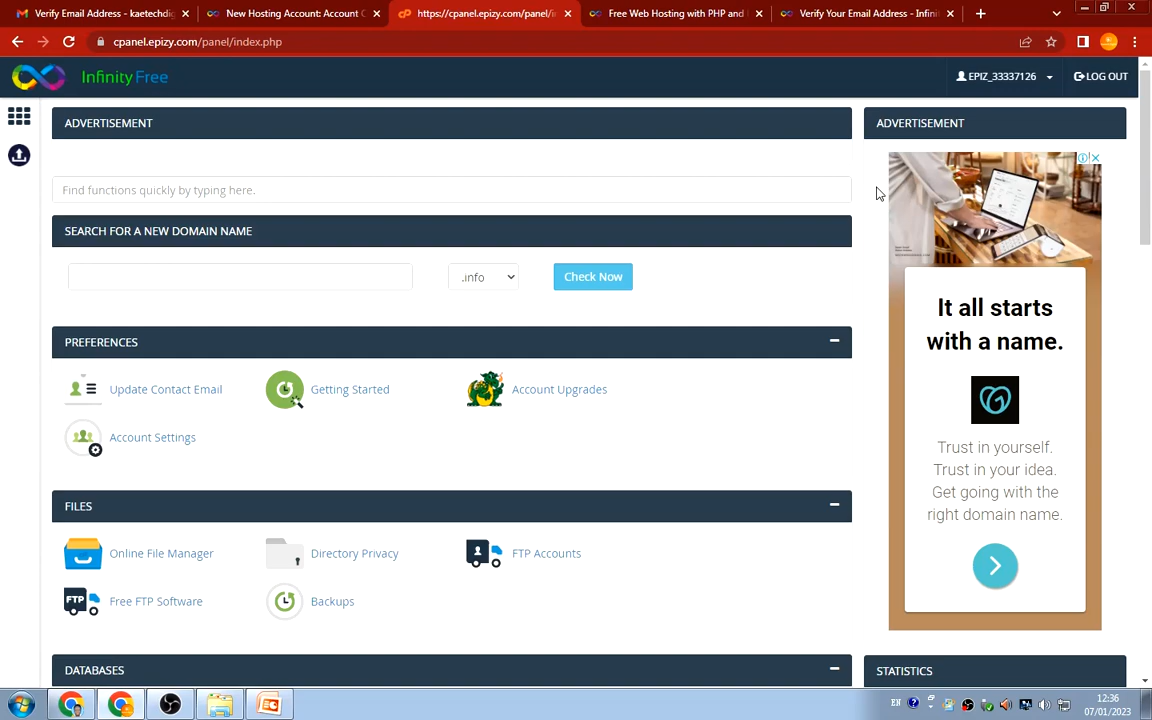 Verify Email Address - kaetechdig
New Hosting Account: Account C
https://cpanel.epizy.com/panel/in
Free Web Hosting with PHP and
Verify Your Email Address - Infini
cpanel.epizy.com/panel/index.php
InfinityFree
EPIZ_33337126
LOG OUT
ADVERTISEMENT
ADVERTISEMENT
Find functions quickly by typing here.
SEARCH FOR A NEW DOMAIN NAME
.info
Check Now
It all starts
with a name.
Trust in yourself.
Trust in your idea.
Get going with the
right domain name.
PREFERENCES
Update Contact Email
Getting Started
Account Upgrades
Account Settings
FILES
Online File Manager
Directory Privacy
FTP Accounts
FTP
Free FTP Software
Backups
DATABASES
STATISTICS
EN
12:36
07/01/2023